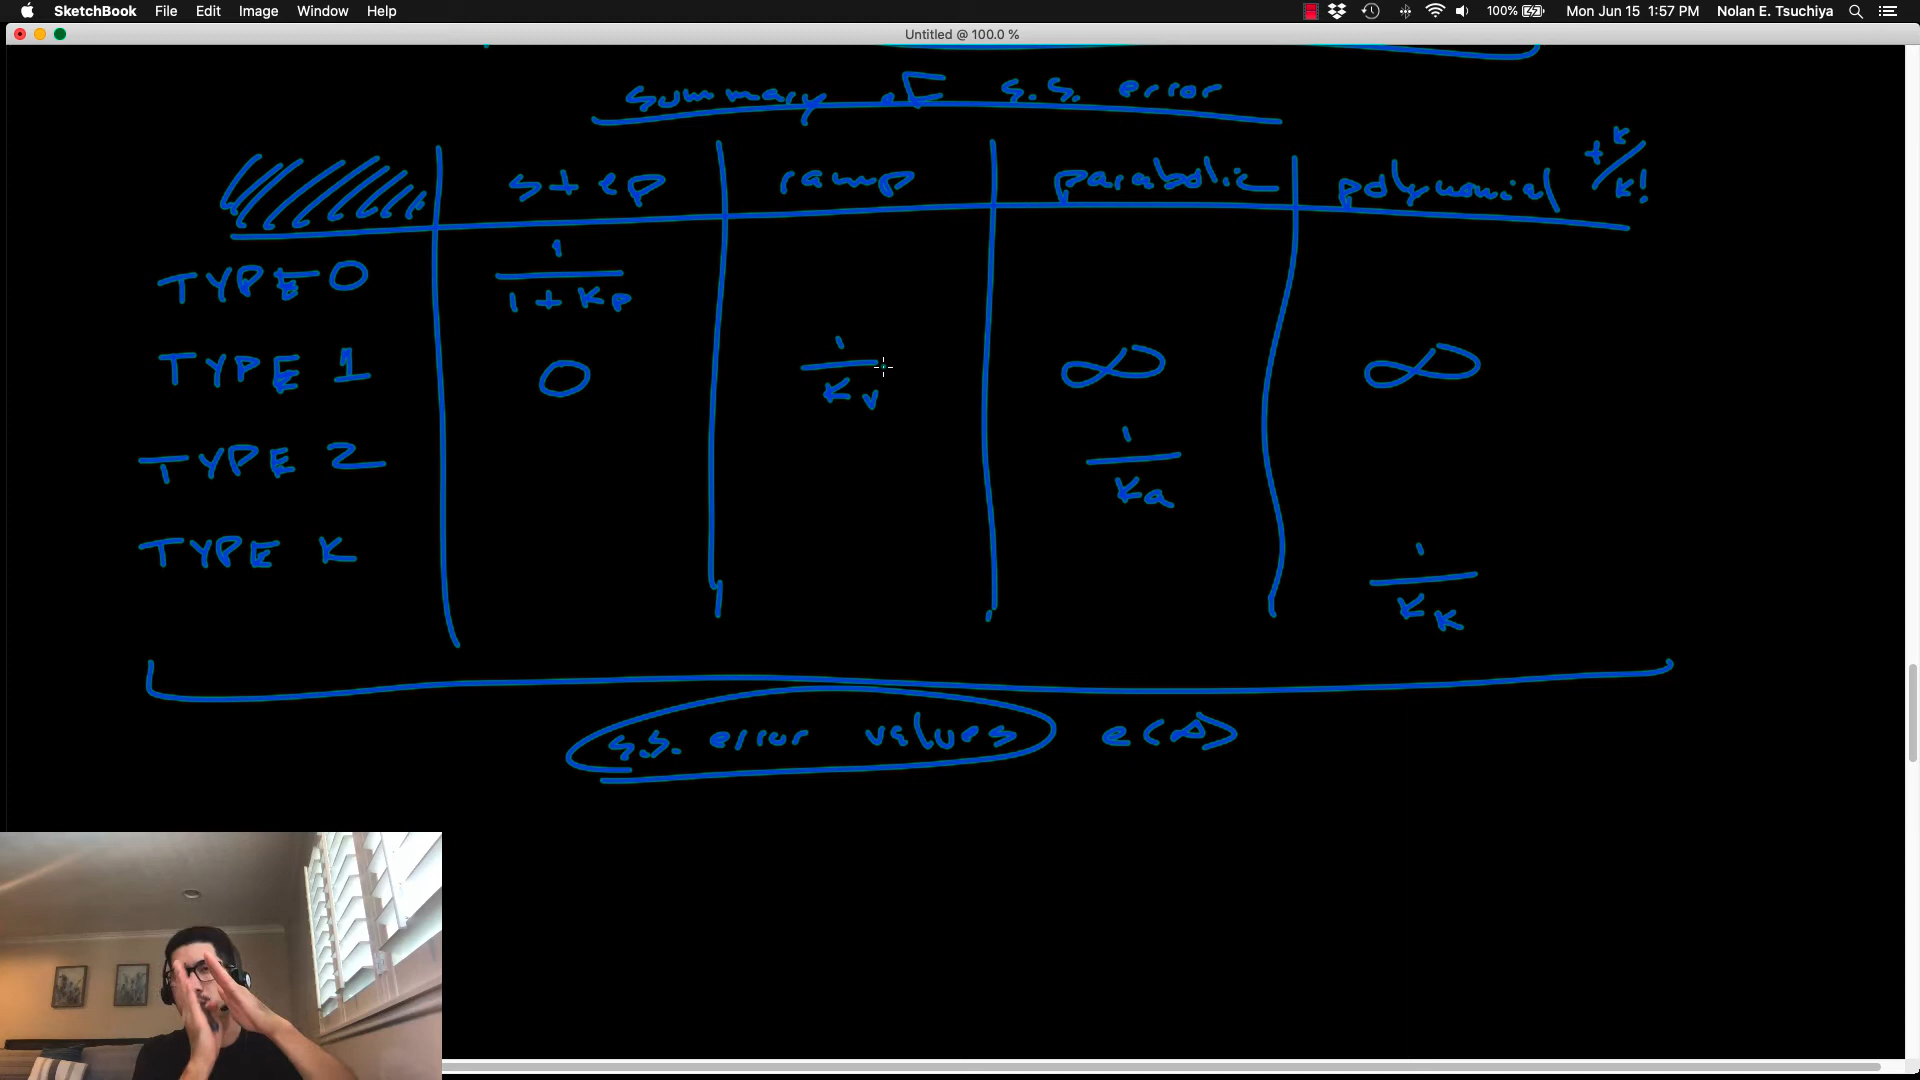 SketchBook File Edit Image Window Help 100% Mon Jun 15 1:57 PM Nolan E. Tsuchiya
Untitled @ 100.0 %
summary of s.s. error
step ramp parabolic polynomial t^k/k!
TYPE 0 1/(1 + Kp)
TYPE 1 0 1/Kv ∞ ∞
TYPE 2 1/Ka
TYPE K 1/KK
s.s. error values e(∞)